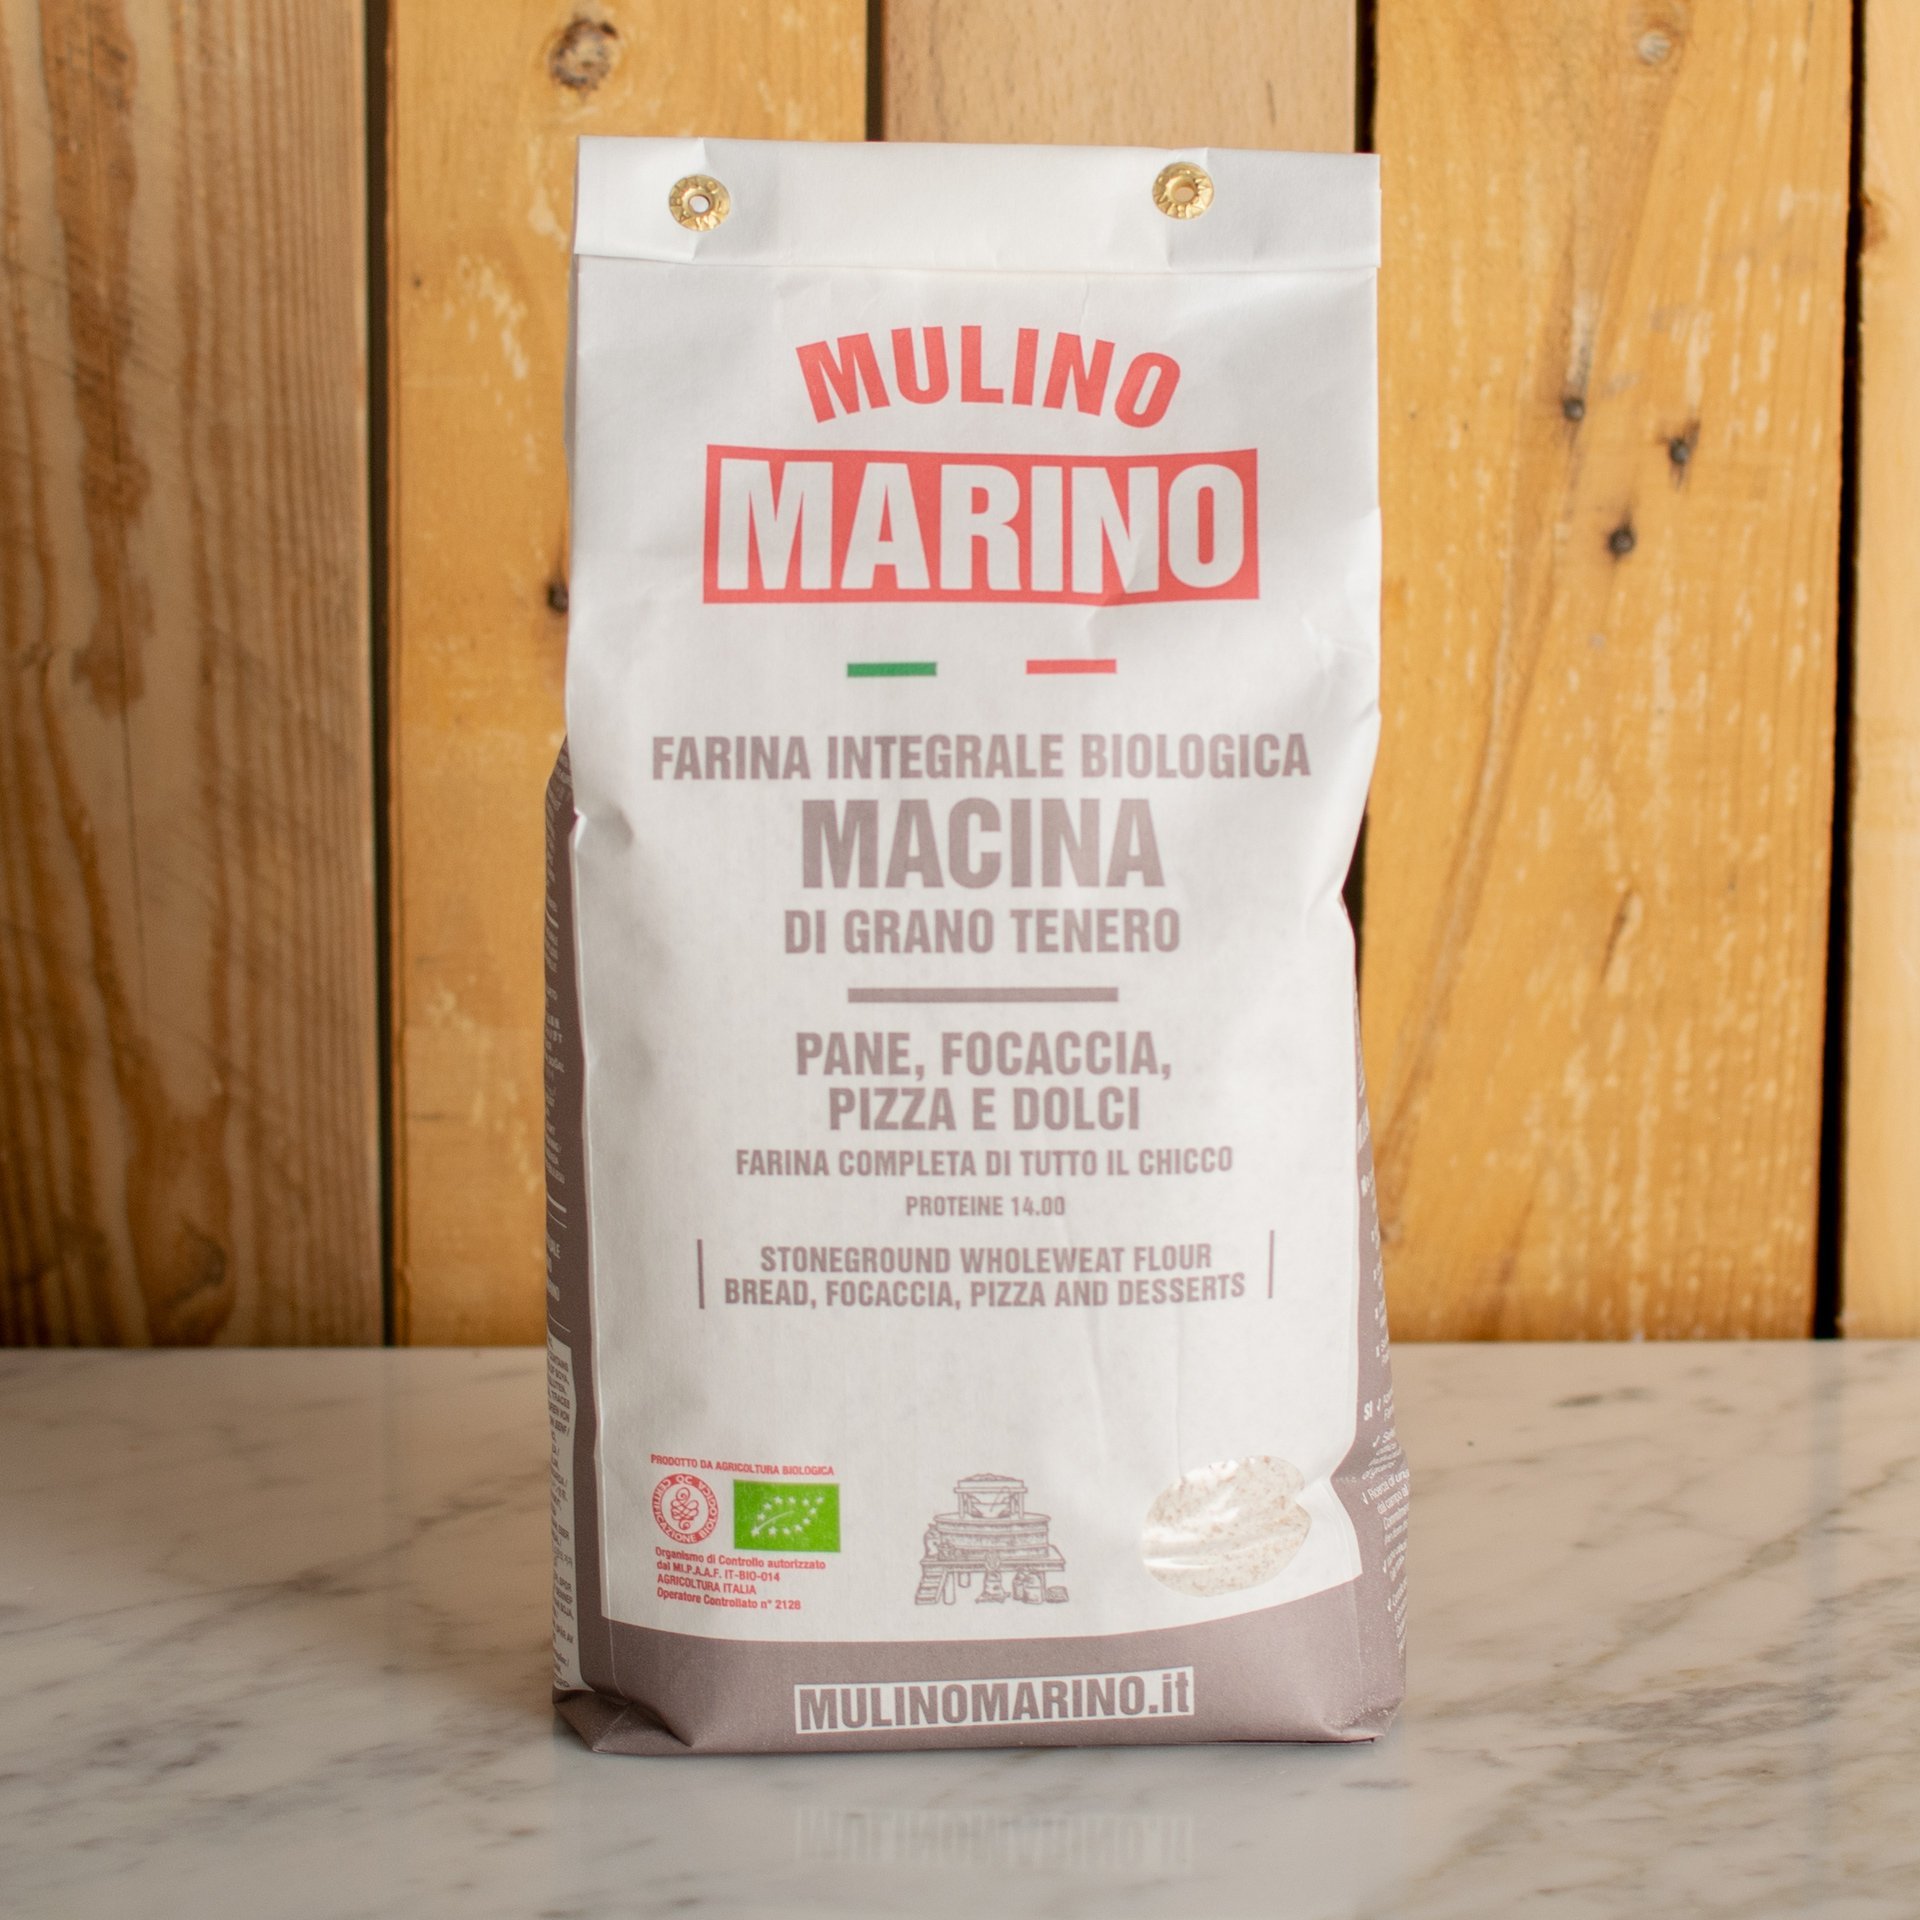 MULINO
MARINO
FARINA INTEGRALE BIOLOGICA
MACINA
DI GRANO TENERO
PANE, FOCACCIA,
PIZZA E DOLCI
FARINA COMPLETA DI TUTTO IL CHICCO
PROTEINE 14.00
STONEGROUND WHOLEWEAT FLOUR
BREAD, FOCACCIA, PIZZA AND DESSERTS
PRODOTTO DA AGRICOLTURA BIOLOGICA
Organismo di Controllo autorizzato
dal MI.P.A.A.F. IT-BIO-014
AGRICOLTURA ITALIA
Operatore Controllato n° 2128
MULINOMARINO.it